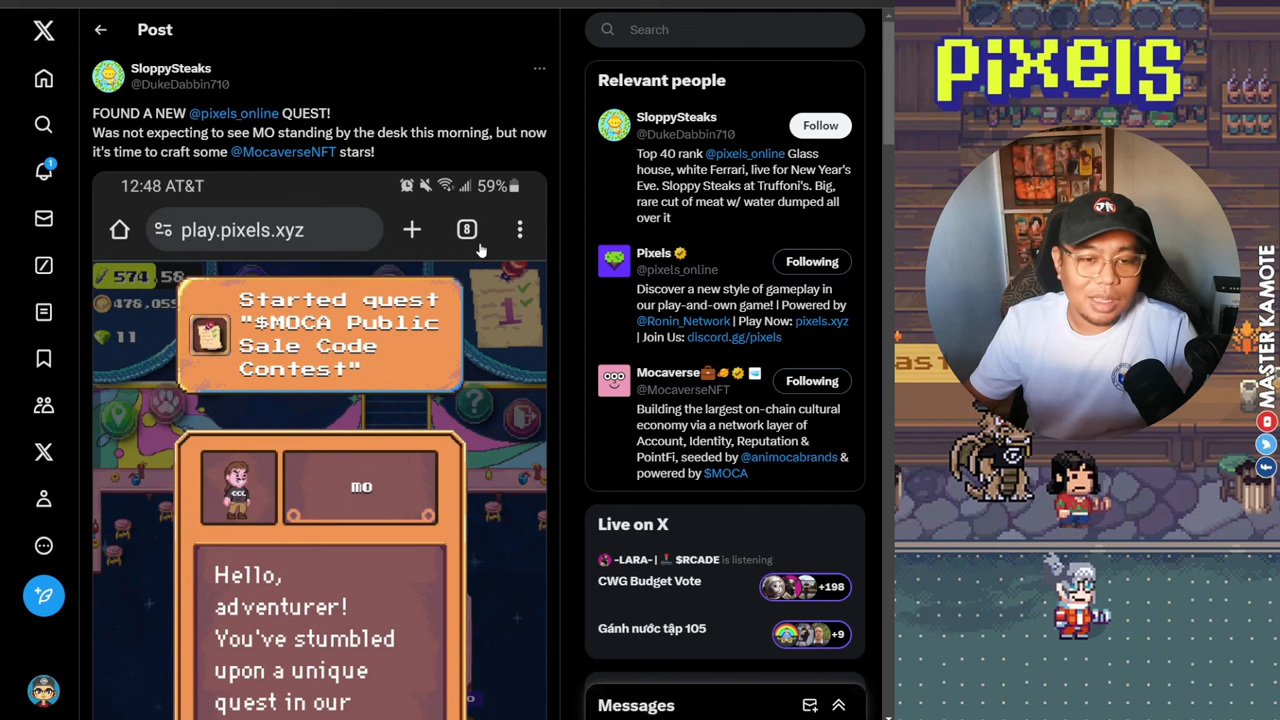 Post
SloppySteaks
@DukeDabbin710
FOUND A NEW @pixels_online QUEST!
Was not expecting to see MO standing by the desk this morning, but now
it's time to craft some @MocaverseNFT stars!
12:48 AT&T
59%
play.pixels.xyz
8
574,58
478,059
11
1
Started quest
"$MOCA Public
Sale Code
Contest"
mo
Hello,
adventurer!
You've stumbled
upon a unique
quest in our
1
Search
Relevant people
SloppySteaks
@DukeDabbin710
Follow
Top 40 rank @pixels_online Glass
house, white Ferrari, live for New Year's
Eve. Sloppy Steaks at Truffoni's. Big,
rare cut of meat w/ water dumped all
over it
Pixels
@pixels_online
Following
Discover a new style of gameplay in
our play-and-own game! | Powered by
@Ronin_Network | Play Now: pixels.xyz
| Join Us: discord.gg/pixels
Mocaverse
@MocaverseNFT
Following
Building the largest on-chain cultural
economy via a network layer of
Account, Identity, Reputation &
PointFi, seeded by @animocabrands &
powered by $MOCA
Live on X
-LARA- | $RCADE is listening
CWG Budget Vote
+198
Gánh nước tập 105
+9
Messages
pixels
MASTER KAMOTE